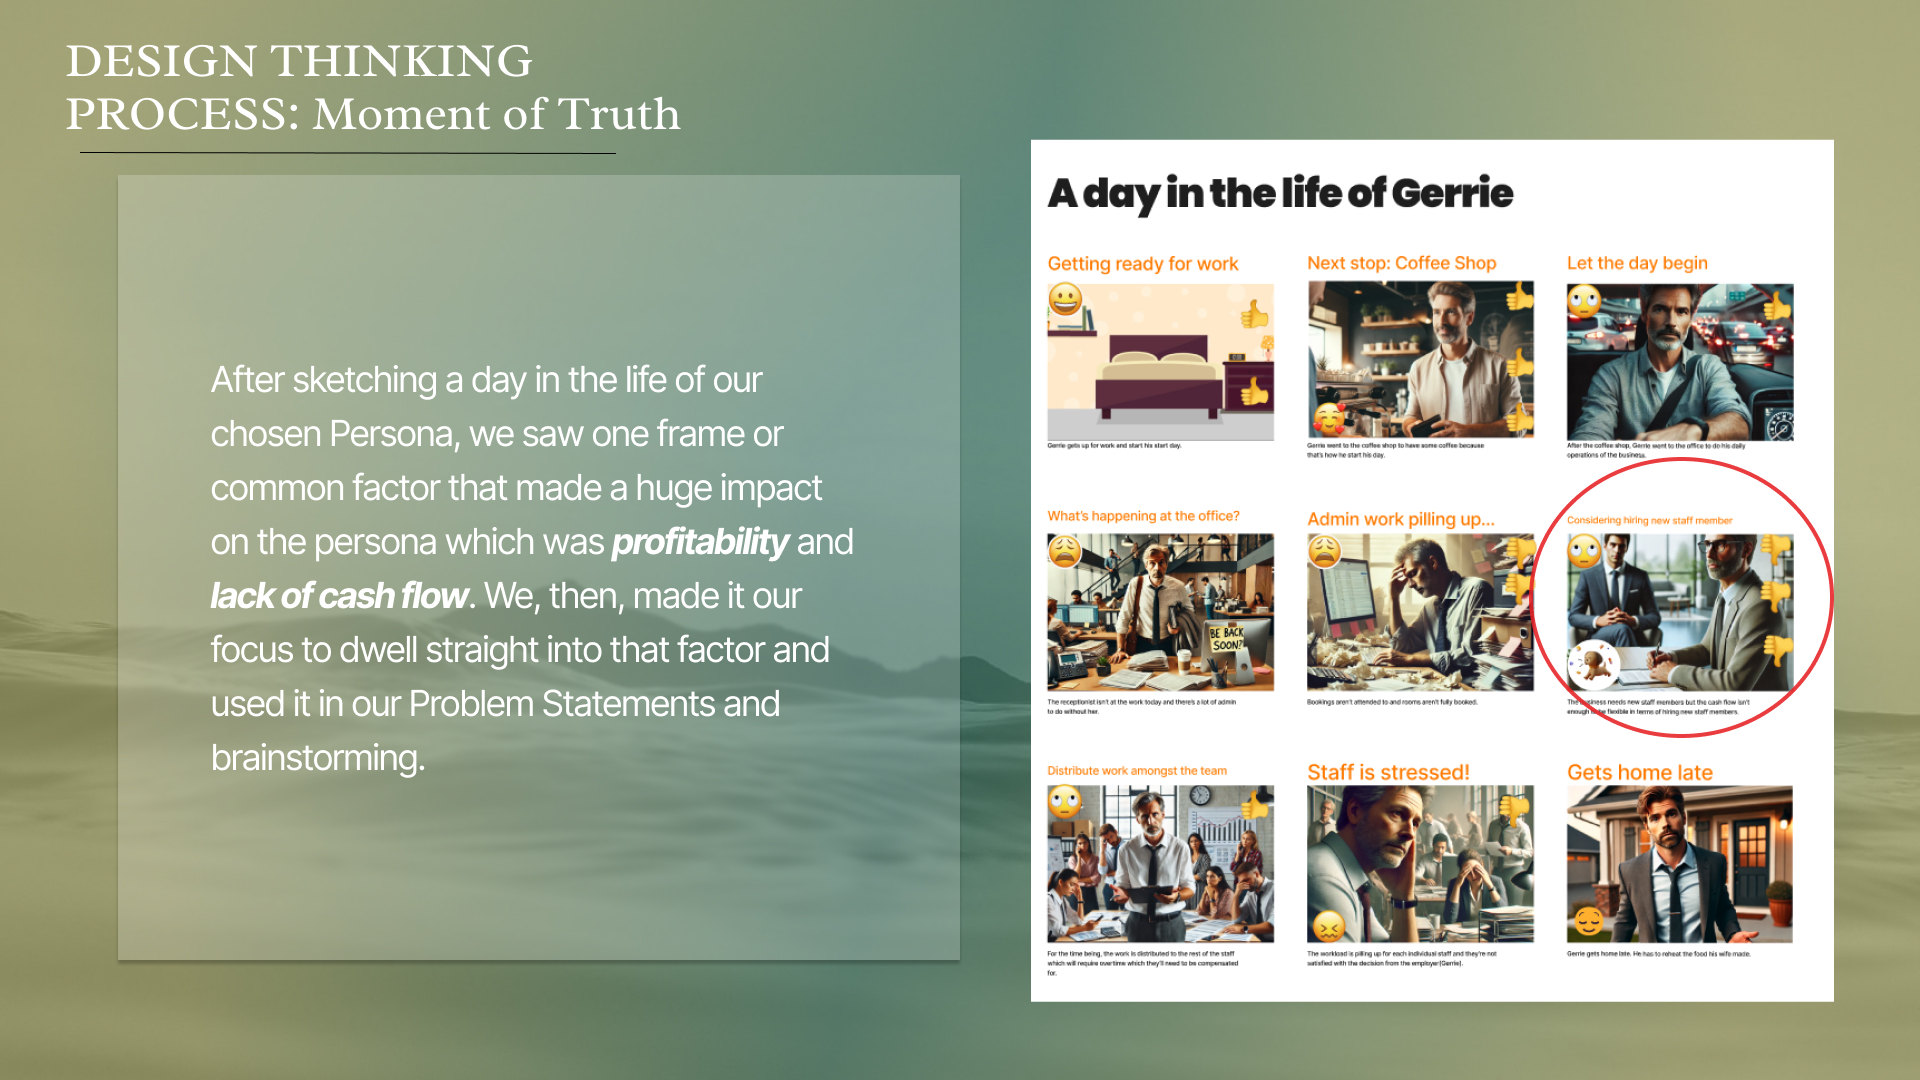 DESIGN THINKING
PROCESS: Moment of Truth
After sketching a day in the life of our
chosen Persona, we saw one frame or
common factor that made a huge impact
on the persona which was profitability and
lack of cash flow. We, then, made it our
focus to dwell straight into that factor and
used it in our Problem Statements and
brainstorming.
A day in the life of Gerrie
Getting ready for work
Gerrie gets up for work and start his start day.
Next stop: Coffee Shop
Gerrie went to the coffee shop to have some coffee because
that's how he start his day.
Let the day begin
After the coffee shop, Gerrie went to the office to do his daily
operations of the business.
What's happening at the office?
BE BACK
SOON?
The receptionist isn't at the work today and there's a lot of admin
to do without her.
Admin work pilling up...
Bookings aren't attended to and rooms aren't fully booked.
Considering hiring new staff member
The business needs new staff members but the cash flow isn't
enough to be flexible in terms of hiring new staff members.
Distribute work amongst the team
For the time being, the work is distributed to the rest of the staff
which will require overtime which they'll need to be compensated
for.
Staff is stressed!
The workload is pilling up for each individual staff and they're not
satisfied with the decision from the employer(Gerrie).
Gets home late
Gerrie gets home late. He has to reheat the food his wife made.